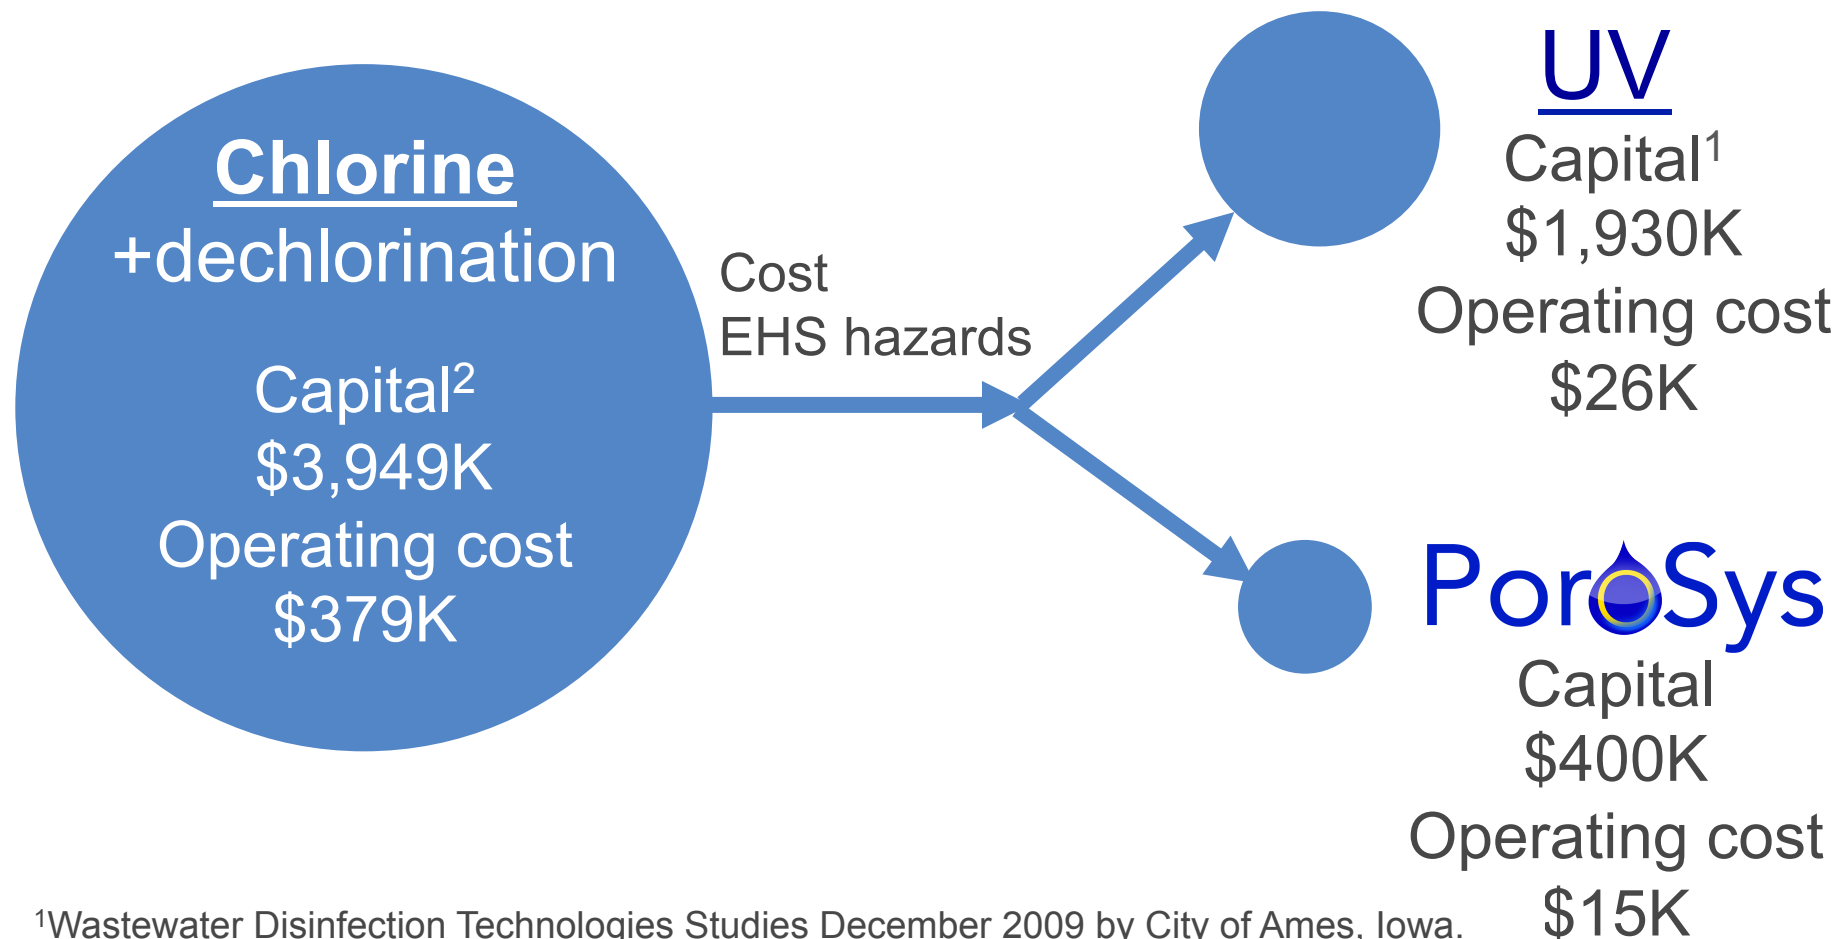 Chlorine
+dechlorination
Capital²
$3,949K
Operating cost
$379K
Cost
EHS hazards
UV
Capital¹
$1,930K
Operating cost
$26K
PoroSys
Capital
$400K
Operating cost
$15K
¹Wastewater Disinfection Technologies Studies December 2009 by City of Ames, Iowa.